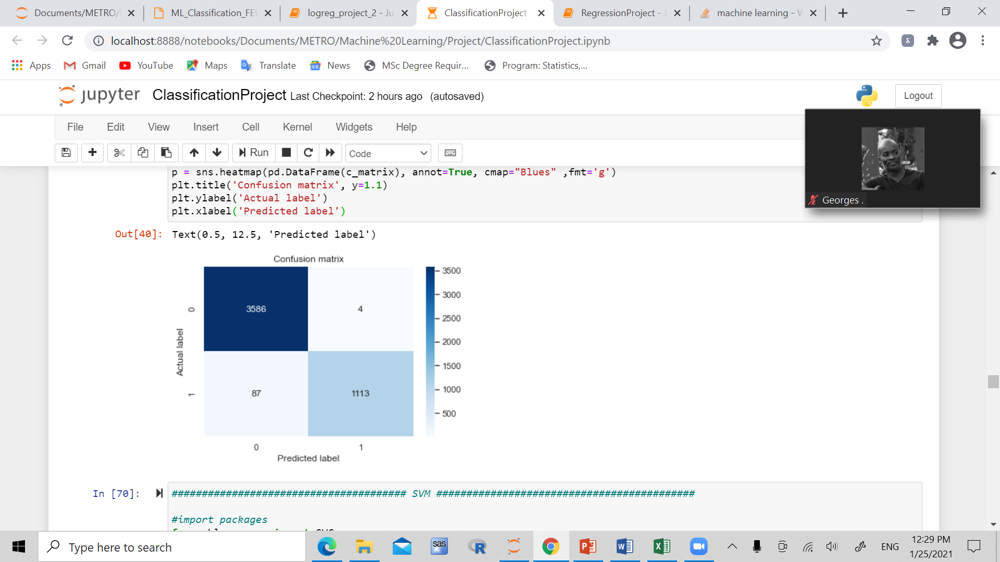 Documents/METRO/
ML_Classification_FE
logreg_project_2 - Ju
ClassificationProject
RegressionProject - J
machine learning - W
localhost:8888/notebooks/Documents/METRO/Machine%20Learning/Project/ClassificationProject.ipynb
Apps
Gmail
YouTube
Maps
Translate
News
MSc Degree Requir...
Program: Statistics,...
jupyter ClassificationProject Last Checkpoint: 2 hours ago (autosaved)
Logout
File Edit View Insert Cell Kernel Widgets Help
Run
Code
Georges .
p = sns.heatmap(pd.DataFrame(c_matrix), annot=True, cmap="Blues" ,fmt='g')
plt.title('Confusion matrix', y=1.1)
plt.ylabel('Actual label')
plt.xlabel('Predicted label')
Out[40]: Text(0.5, 12.5, 'Predicted label')
Confusion matrix
3586
4
87
1113
0
1
Actual label
0
1
Predicted label
3500
3000
2500
2000
1500
1000
500
In [70]:
####################################### SVM ###########################################
#import packages
Type here to search
sas
R
ENG
12:29 PM
1/25/2021